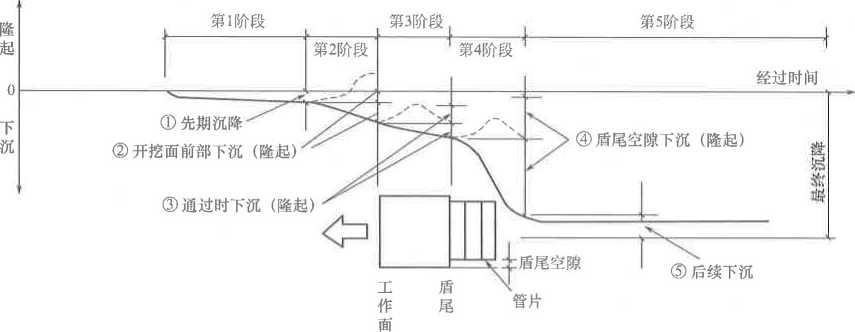 第1阶段
第2阶段
第3阶段
第4阶段
第5阶段
隆起
0
下沉
经过时间
①先期沉降
②开挖面前部下沉（隆起）
③通过时下沉（隆起）
④盾尾空隙下沉（隆起）
最终沉降
⑤后续下沉
盾尾空隙
管片
工作面
盾尾